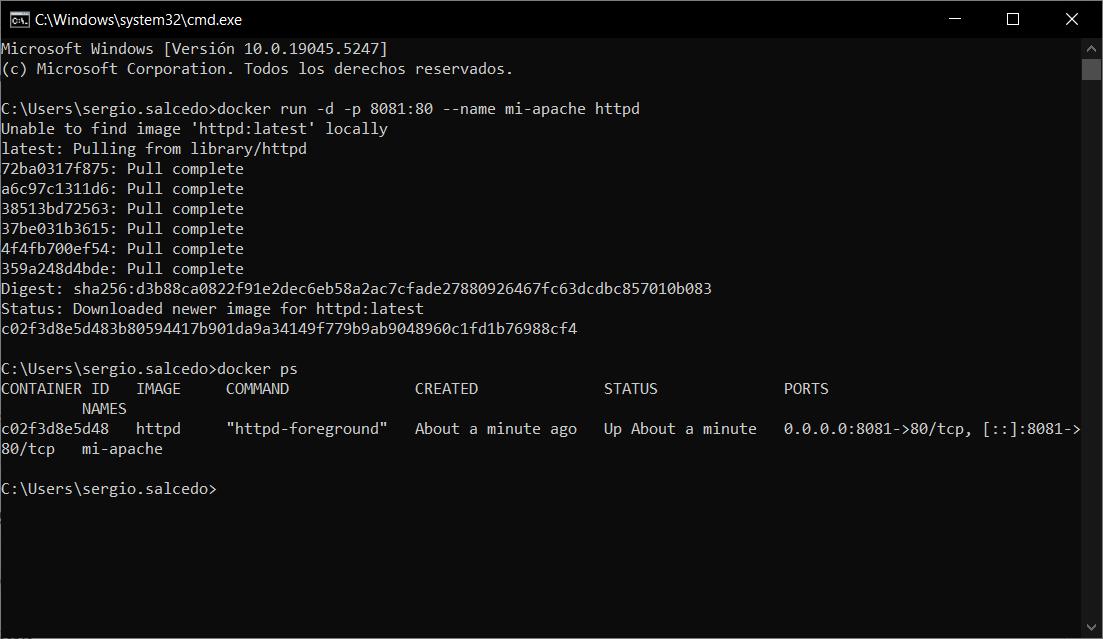 C:\Windows\system32\cmd.exe
Microsoft Windows [Versión 10.0.19045.5247]
(c) Microsoft Corporation. Todos los derechos reservados.
C:\Users\sergio.salcedo>docker run -d -p 8081:80 --name mi-apache httpd
Unable to find image 'httpd:latest' locally
latest: Pulling from library/httpd
72ba0317f875: Pull complete
a6c97c1311d6: Pull complete
38513bd72563: Pull complete
37be031b3615: Pull complete
4f4fb700ef54: Pull complete
359a248d4bde: Pull complete
Digest: sha256:d3b88ca0822f91e2dec6eb58a2ac7cfade27880926467fc63dcdbc857010b083
Status: Downloaded newer image for httpd:latest
c02f3d8e5d483b80594417b901da9a34149f779b9ab9048960c1fd1b76988cf4
C:\Users\sergio.salcedo>docker ps
CONTAINER ID   IMAGE     COMMAND              CREATED              STATUS              PORTS
         NAMES
c02f3d8e5d48   httpd     "httpd-foreground"   About a minute ago   Up About a minute   0.0.0.0:8081->80/tcp, [::]:8081->
80/tcp   mi-apache
C:\Users\sergio.salcedo>